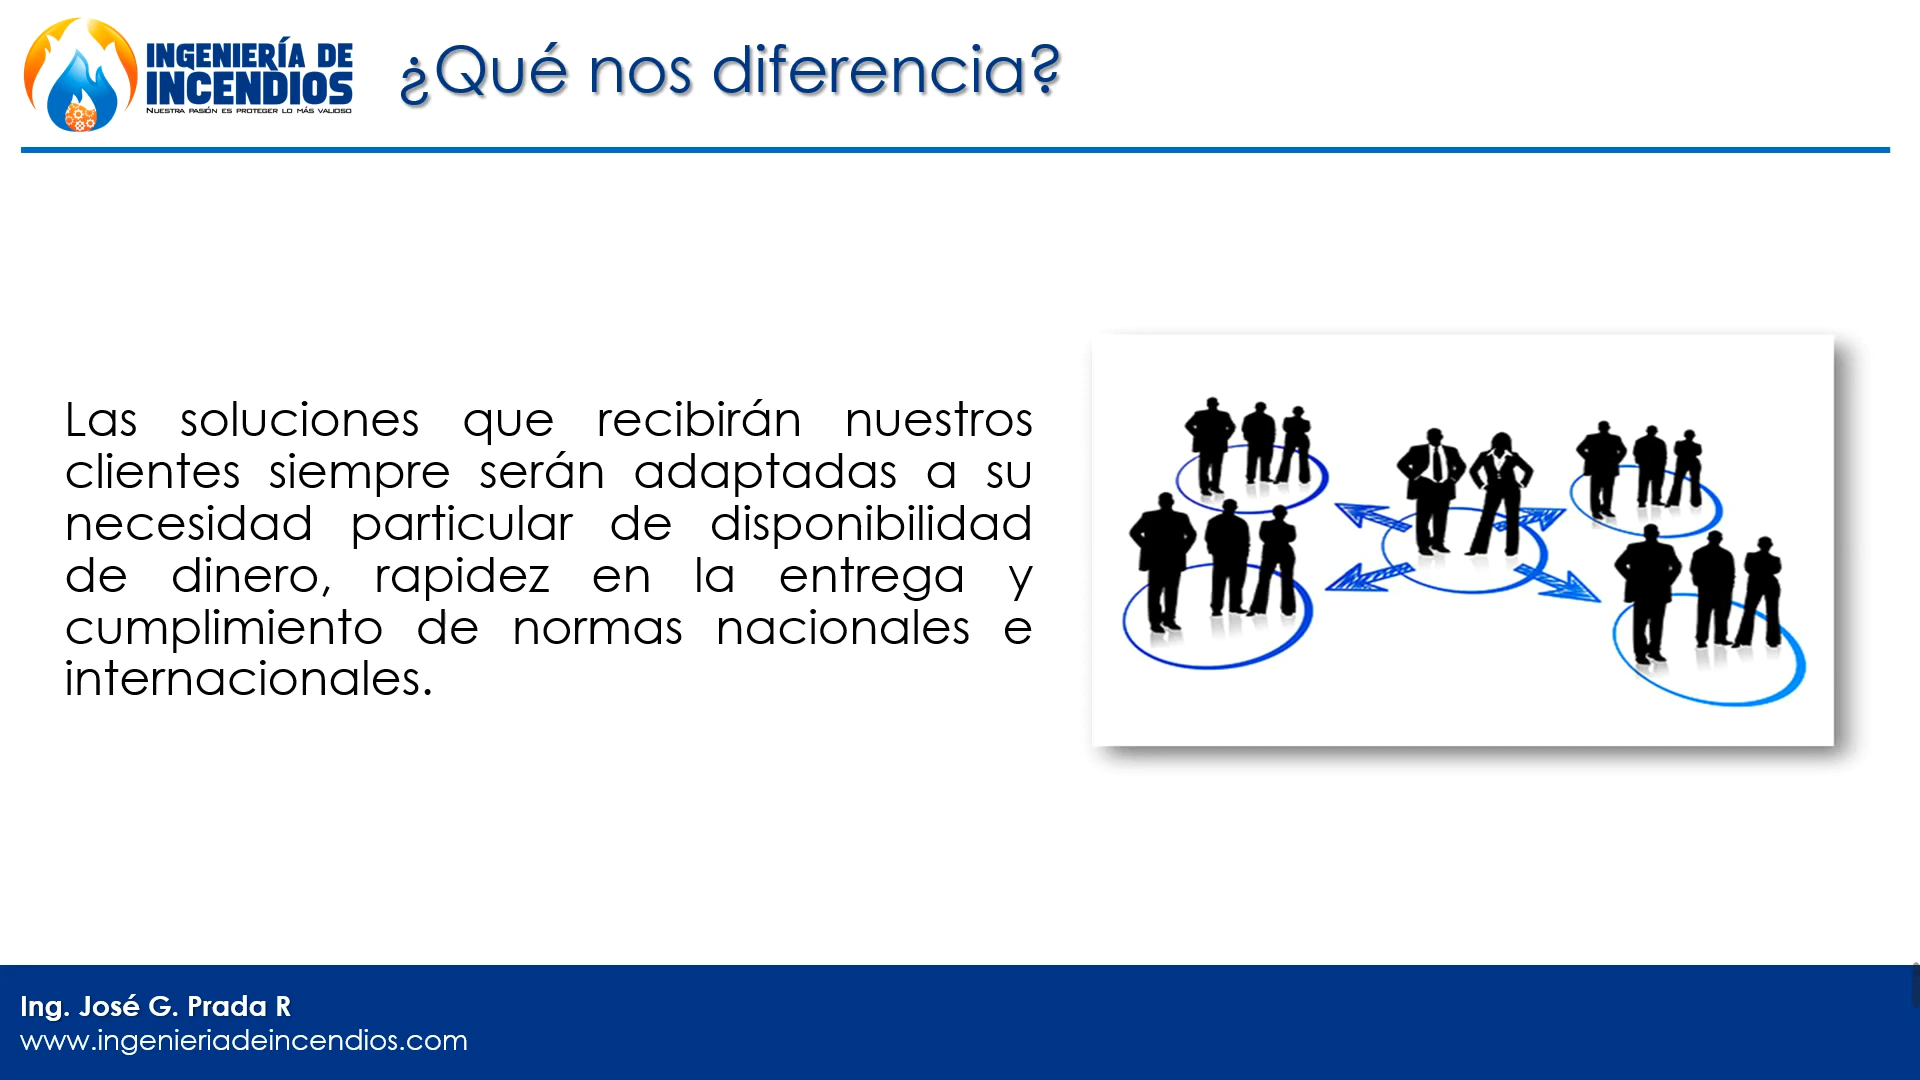 INGENIERÍA DE
INCENDIOS
NUESTRA PASIÓN ES PROTEGER LO MÁS VALIOSO
¿Qué nos diferencia?
Las soluciones que recibirán nuestros
clientes siempre serán adaptadas a su
necesidad particular de disponibilidad
de dinero, rapidez en la entrega y
cumplimiento de normas nacionales e
internacionales.
Ing. José G. Prada R
www.ingenieriadeincendios.com